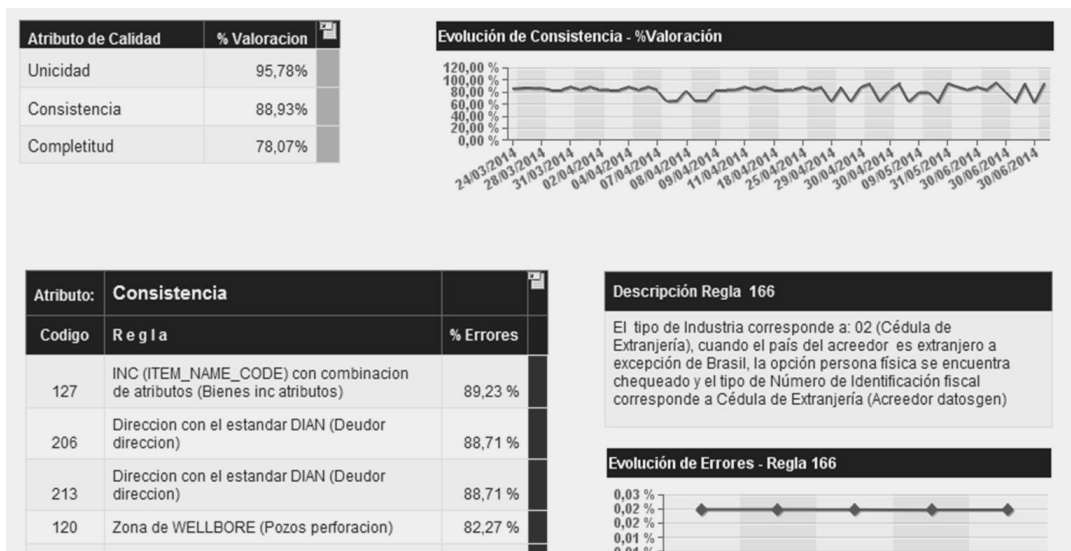 Atributo de Calidad % Valoracion
Unicidad 95,78%
Consistencia 88,93%
Completitud 78,07%
Evolución de Consistencia - %Valoración
120,00 %
100,00 %
80,00 %
60,00 %
40,00 %
20,00 %
0,00 %
24/03/2014 28/03/2014 31/03/2014 02/04/2014 04/04/2014 07/04/2014 08/04/2014 09/04/2014 11/04/2014 18/04/2014 25/04/2014 29/04/2014 30/04/2014 30/04/2014 09/05/2014 31/05/2014 30/06/2014 30/06/2014 30/06/2014
Atributo: Consistencia
Codigo Regla % Errores
127 INC (ITEM_NAME_CODE) con combinacion
de atributos (Bienes inc atributos) 89,23 %
206 Direccion con el estandar DIAN (Deudor
direccion) 88,71 %
213 Direccion con el estandar DIAN (Deudor
direccion) 88,71 %
120 Zona de WELLBORE (Pozos perforacion) 82,27 %
Descripción Regla 166
El tipo de Industria corresponde a: 02 (Cédula de
Extranjería), cuando el país del acreedor es extranjero a
excepción de Brasil, la opción persona física se encuentra
chequeado y el tipo de Número de Identificación fiscal
corresponde a Cédula de Extranjería (Acreedor datosgen)
Evolución de Errores - Regla 166
0,03 %
0,02 %
0,02 %
0,01 %
0,01 %